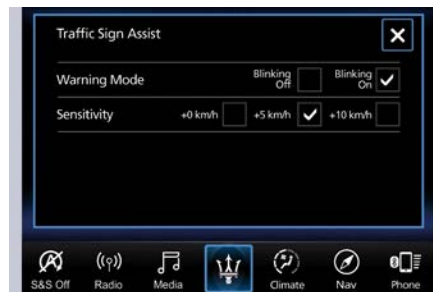 Traffic Sign Assist
Warning Mode
Blinking Off
Blinking On
Sensitivity
+0 km/h
+5 km/h
+10 km/h
S&S Off
Radio
Media
Climate
Nav
Phone